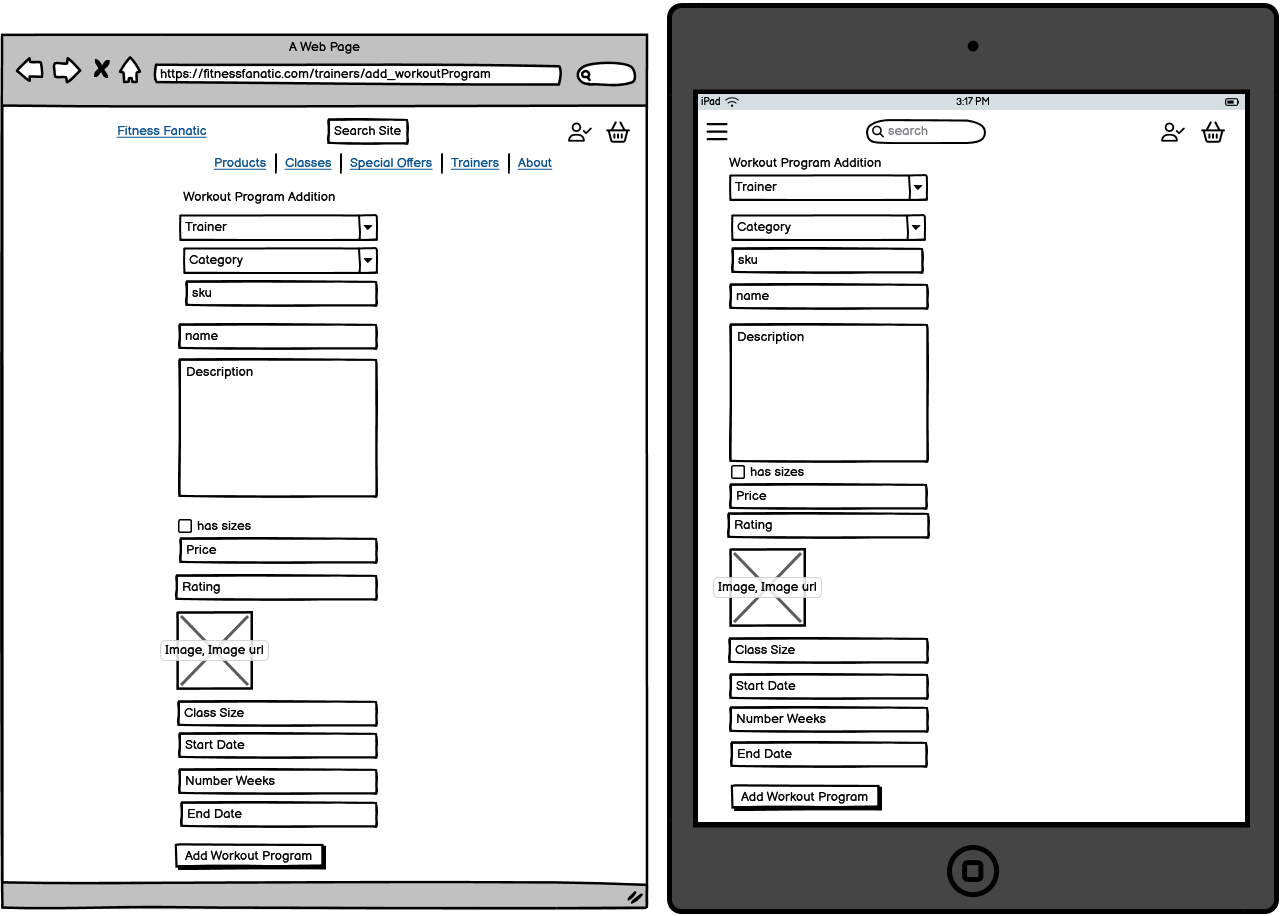 A Web Page
https://fitnessfanatic.com/trainers/add_workoutProgram
Fitness Fanatic
Search Site
Products
Classes
Special Offers
Trainers
About
Workout Program Addition
Trainer
Category
sku
name
Description
has sizes
Price
Rating
Image, Image url
Class Size
Start Date
Number Weeks
End Date
Add Workout Program
iPad
3:17 PM
search
Workout Program Addition
Trainer
Category
sku
name
Description
has sizes
Price
Rating
Image, Image url
Class Size
Start Date
Number Weeks
End Date
Add Workout Program